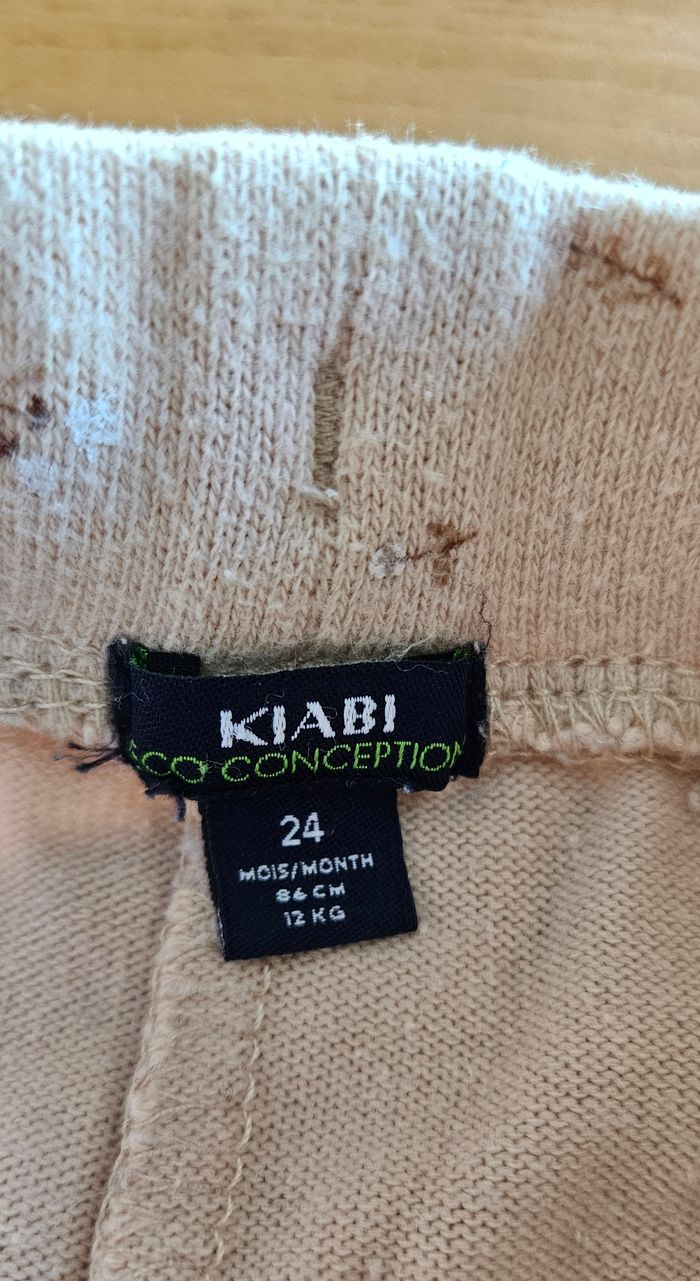 KIABI
ECO CONCEPTION
24
MOIS/MONTH
86 CM
12 KG